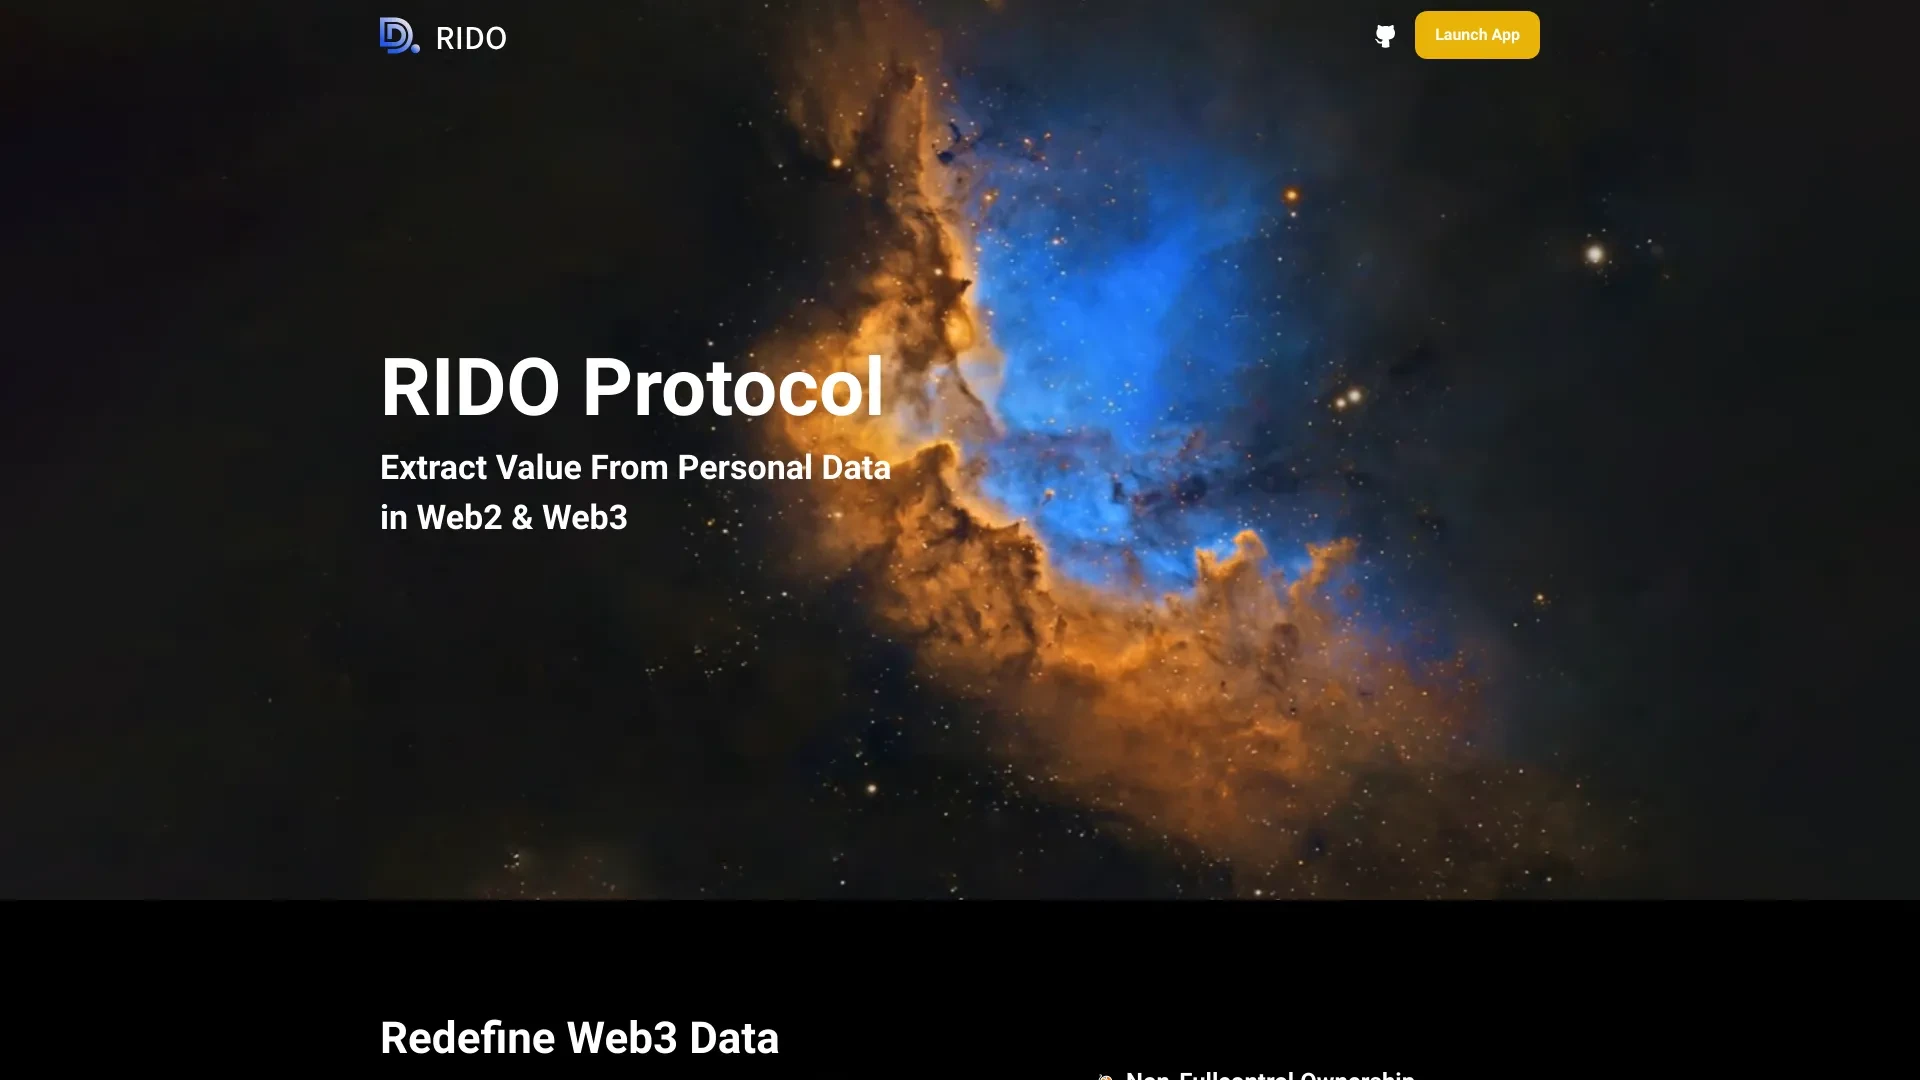 RIDO
Launch App
RIDO Protocol
Extract Value From Personal Data
in Web2 & Web3
Redefine Web3 Data
Non-Fullcontrol Ownership